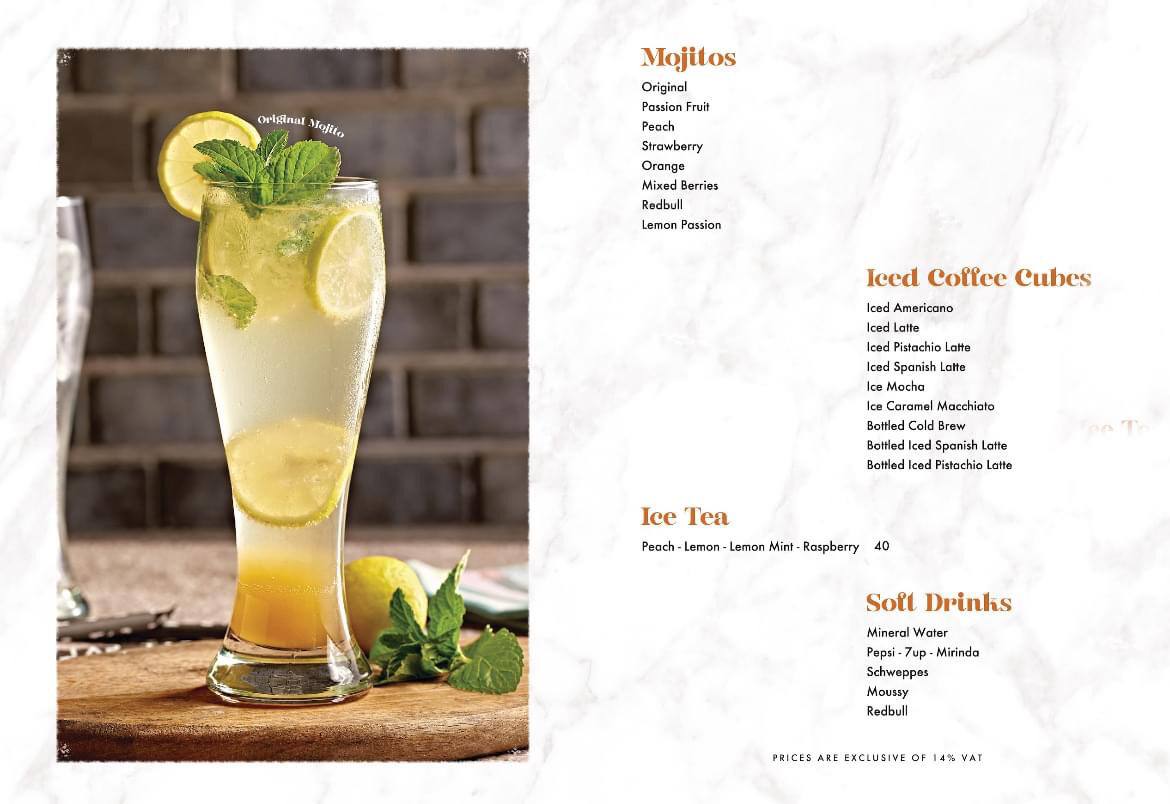 Original Mojito
Mojitos
Original
Passion Fruit
Peach
Strawberry
Orange
Mixed Berries
Redbull
Lemon Passion
Iced Coffee Cubes
Iced Americano
Iced Latte
Iced Pistachio Latte
Iced Spanish Latte
Ice Mocha
Ice Caramel Macchiato
Bottled Cold Brew
Bottled Iced Spanish Latte
Bottled Iced Pistachio Latte
Ice Tea
Peach - Lemon - Lemon Mint - Raspberry 40
Soft Drinks
Mineral Water
Pepsi - 7up - Mirinda
Schweppes
Moussy
Redbull
PRICES ARE EXCLUSIVE OF 14% VAT